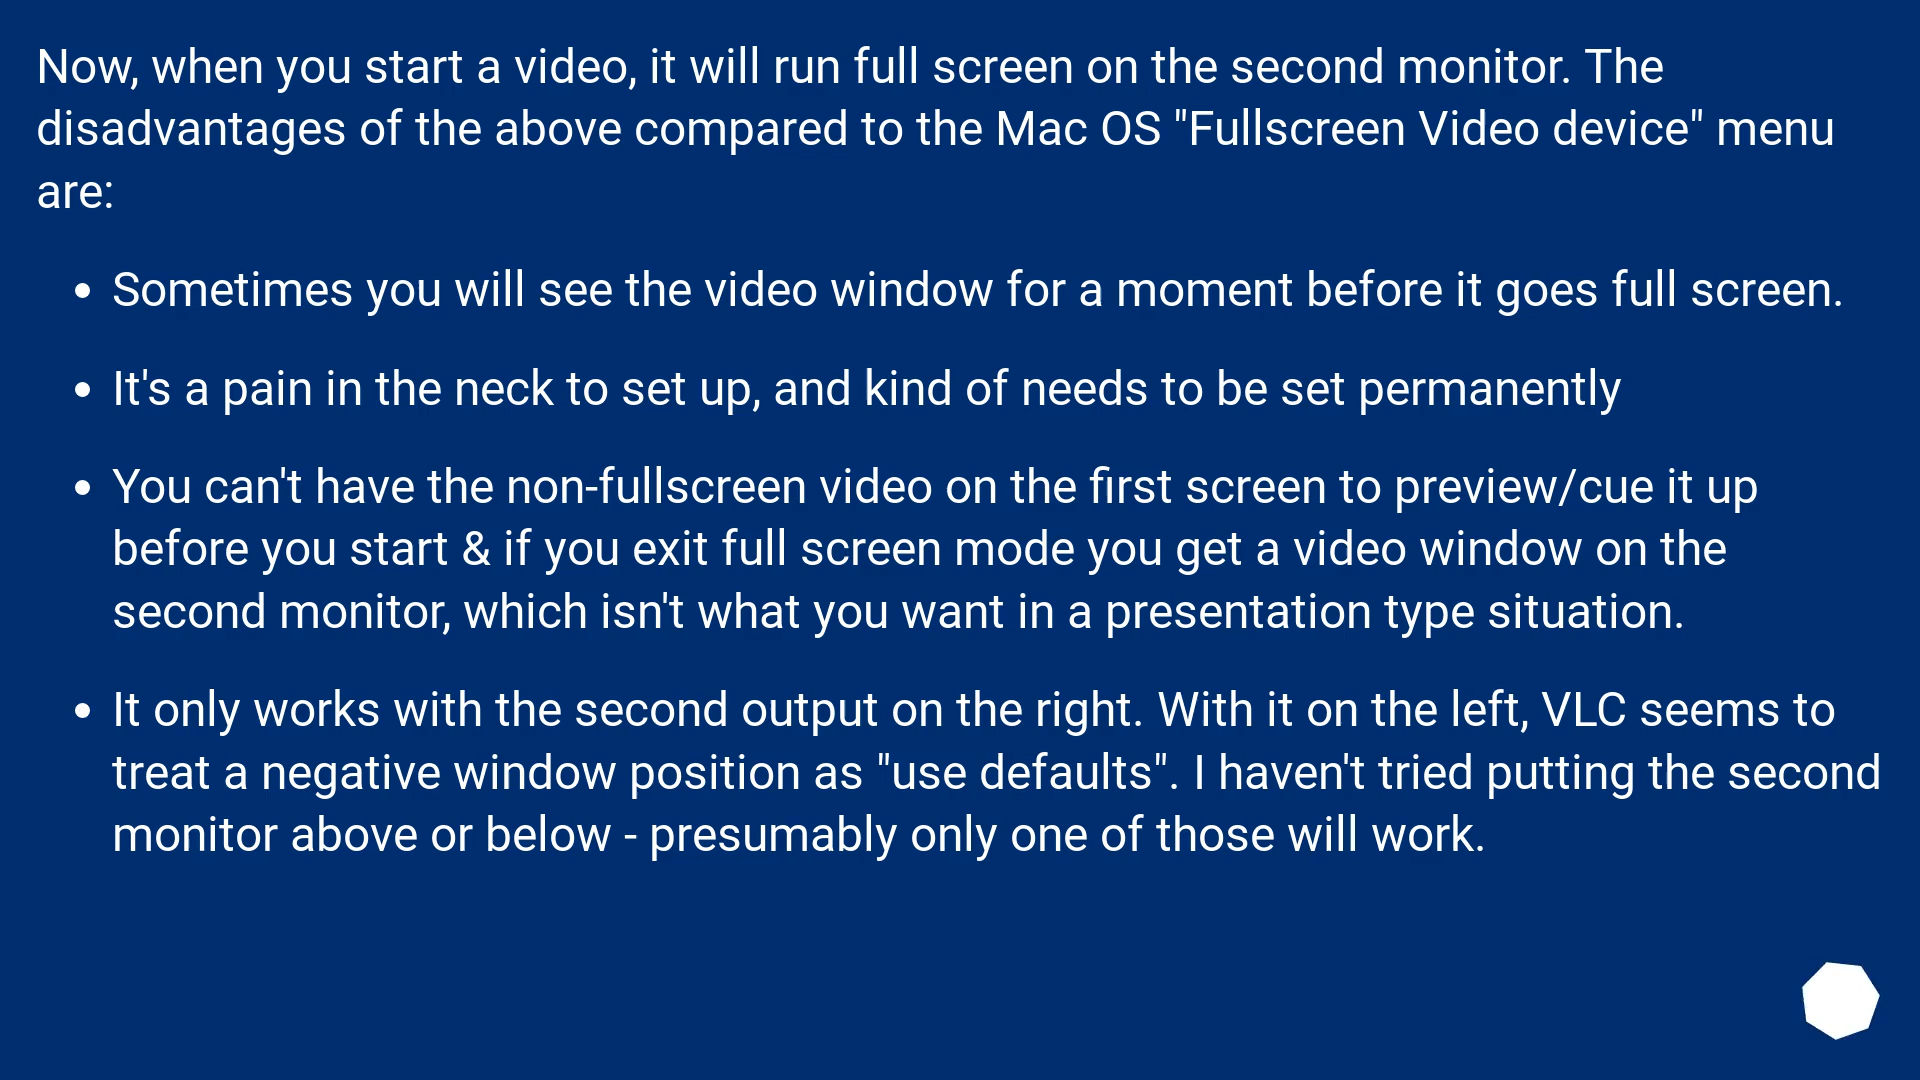 Now, when you start a video, it will run full screen on the second monitor. The
disadvantages of the above compared to the Mac OS "Fullscreen Video device" menu
are:
• Sometimes you will see the video window for a moment before it goes full screen.
• It's a pain in the neck to set up, and kind of needs to be set permanently
• You can't have the non-fullscreen video on the first screen to preview/cue it up
before you start & if you exit full screen mode you get a video window on the
second monitor, which isn't what you want in a presentation type situation.
• It only works with the second output on the right. With it on the left, VLC seems to
treat a negative window position as "use defaults". I haven't tried putting the second
monitor above or below - presumably only one of those will work.